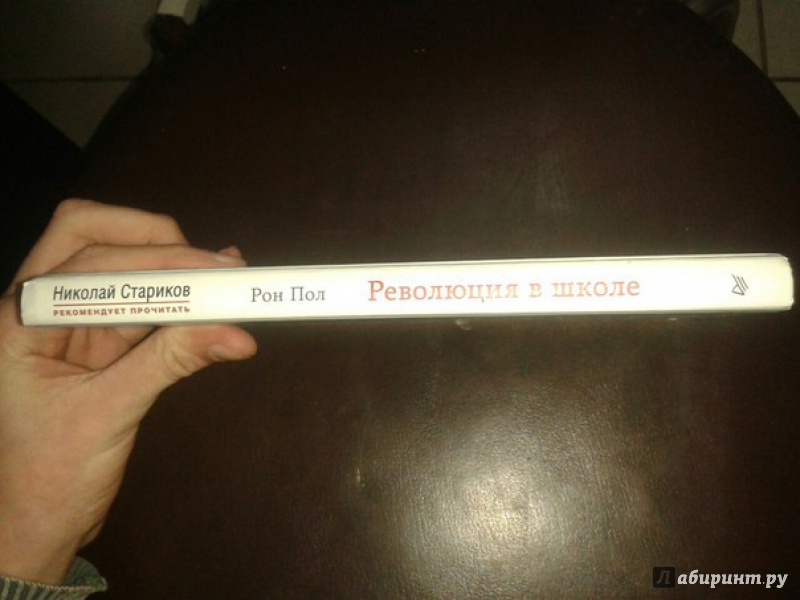 Николай Стариков
РЕКОМЕНДУЕТ ПРОЧИТАТЬ
Рон Пол
Революция в школе
Лабиринт.ру